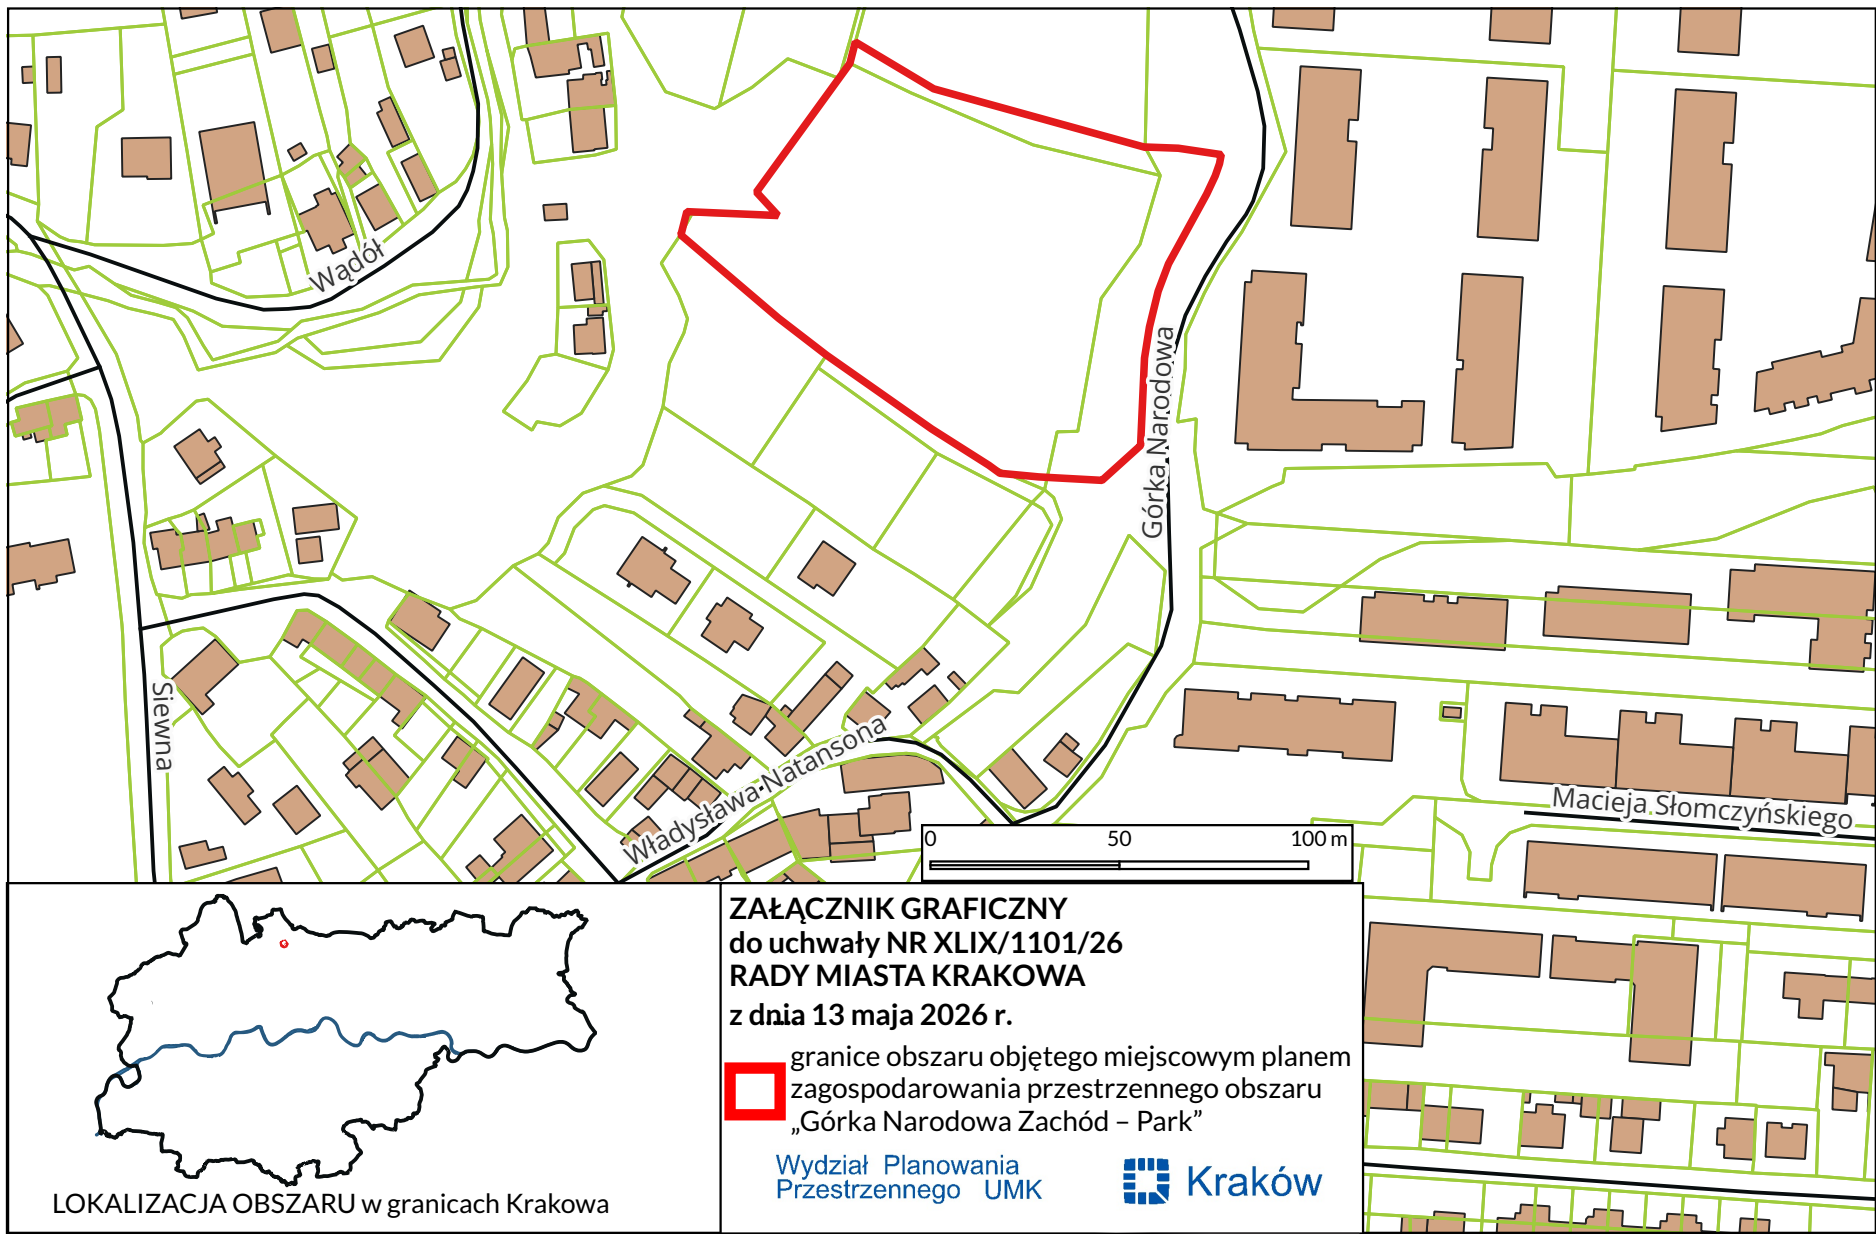 Wądół
Górka Narodowa
Siewna
Władysława Natansona
Macieja Słomczyńskiego
0 50 100 m
ZAŁĄCZNIK GRAFICZNY
do uchwały NR XLIX/1101/26
RADY MIASTA KRAKOWA
z dnia 13 maja 2026 r.
granice obszaru objętego miejscowym planem
zagospodarowania przestrzennego obszaru
„Górka Narodowa Zachód – Park”
Wydział Planowania
Przestrzennego UMK
Kraków
LOKALIZACJA OBSZARU w granicach Krakowa